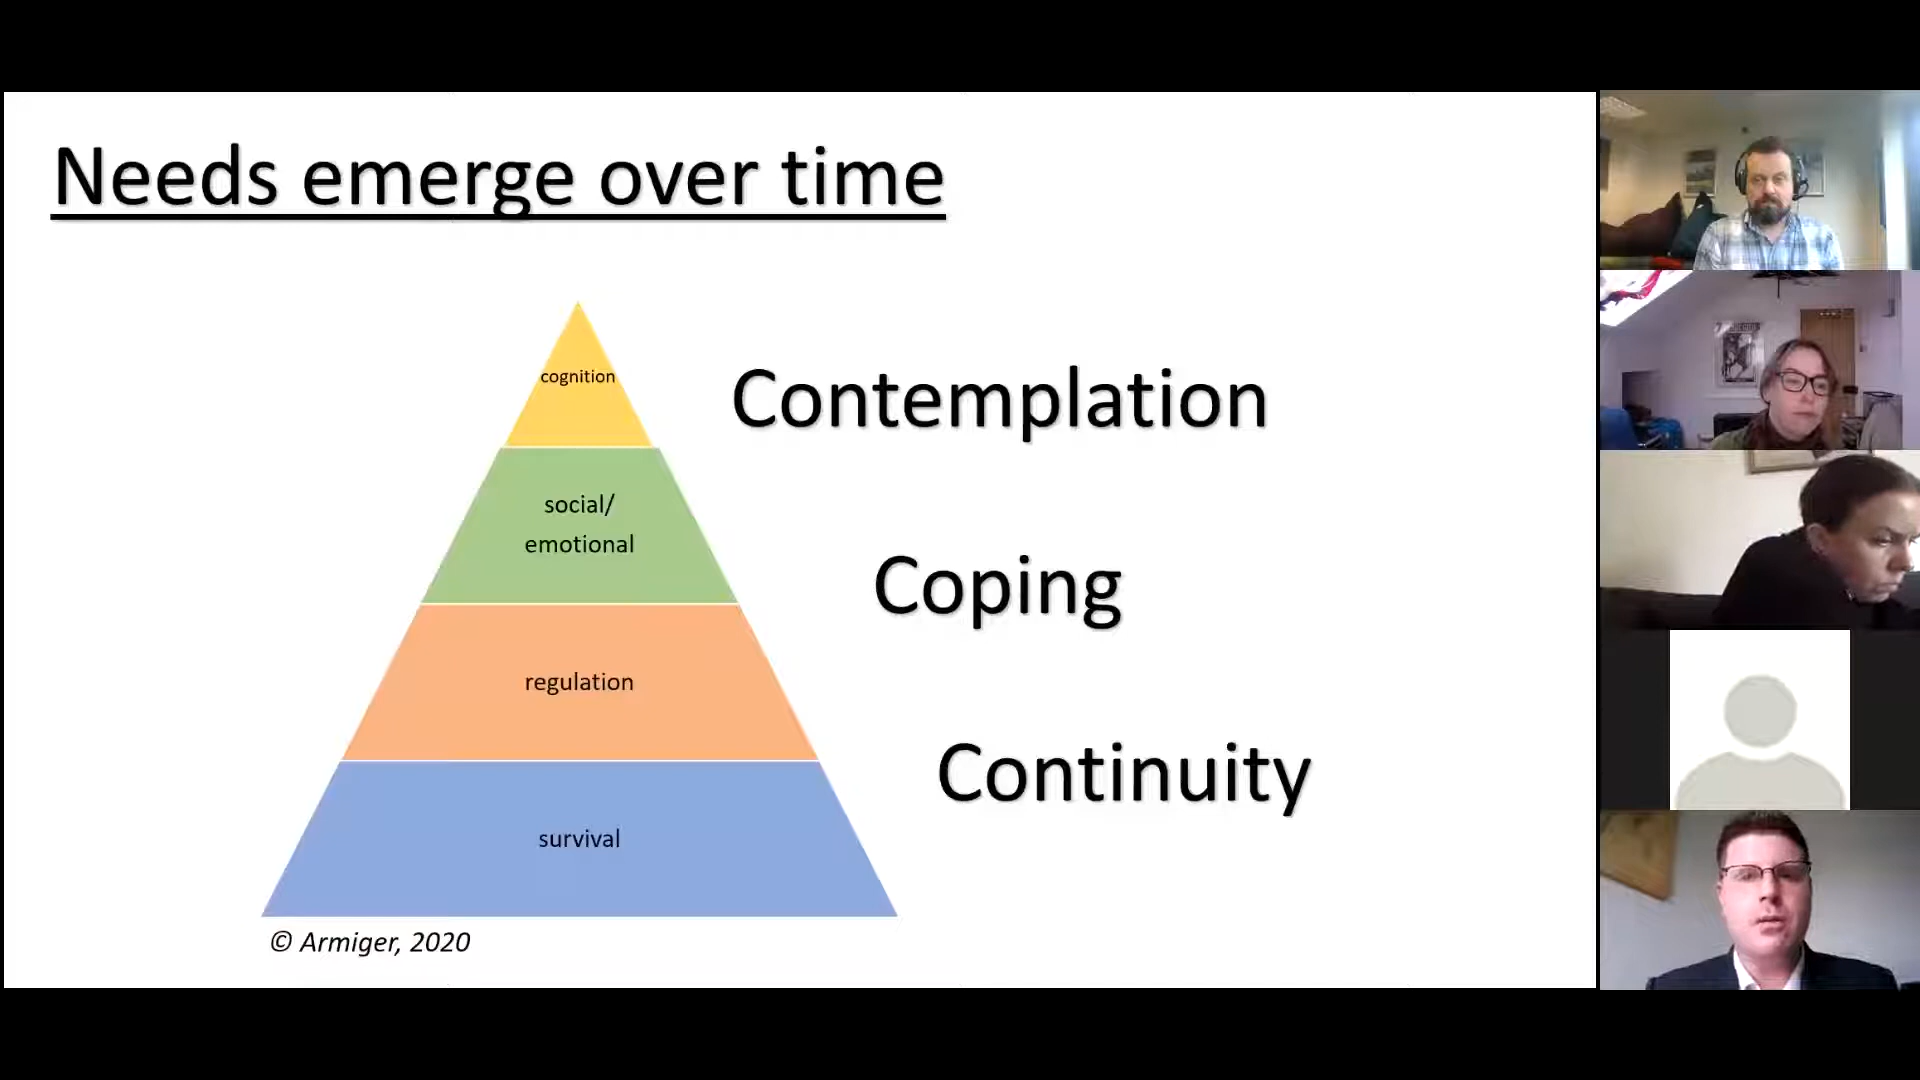 Needs emerge over time
cognition
Contemplation
social/
emotional
Coping
regulation
Continuity
survival
© Armiger, 2020